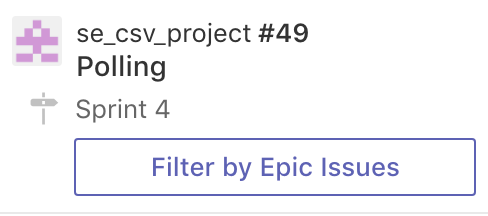 se_csv_project #49
Polling
Sprint 4
Filter by Epic Issues